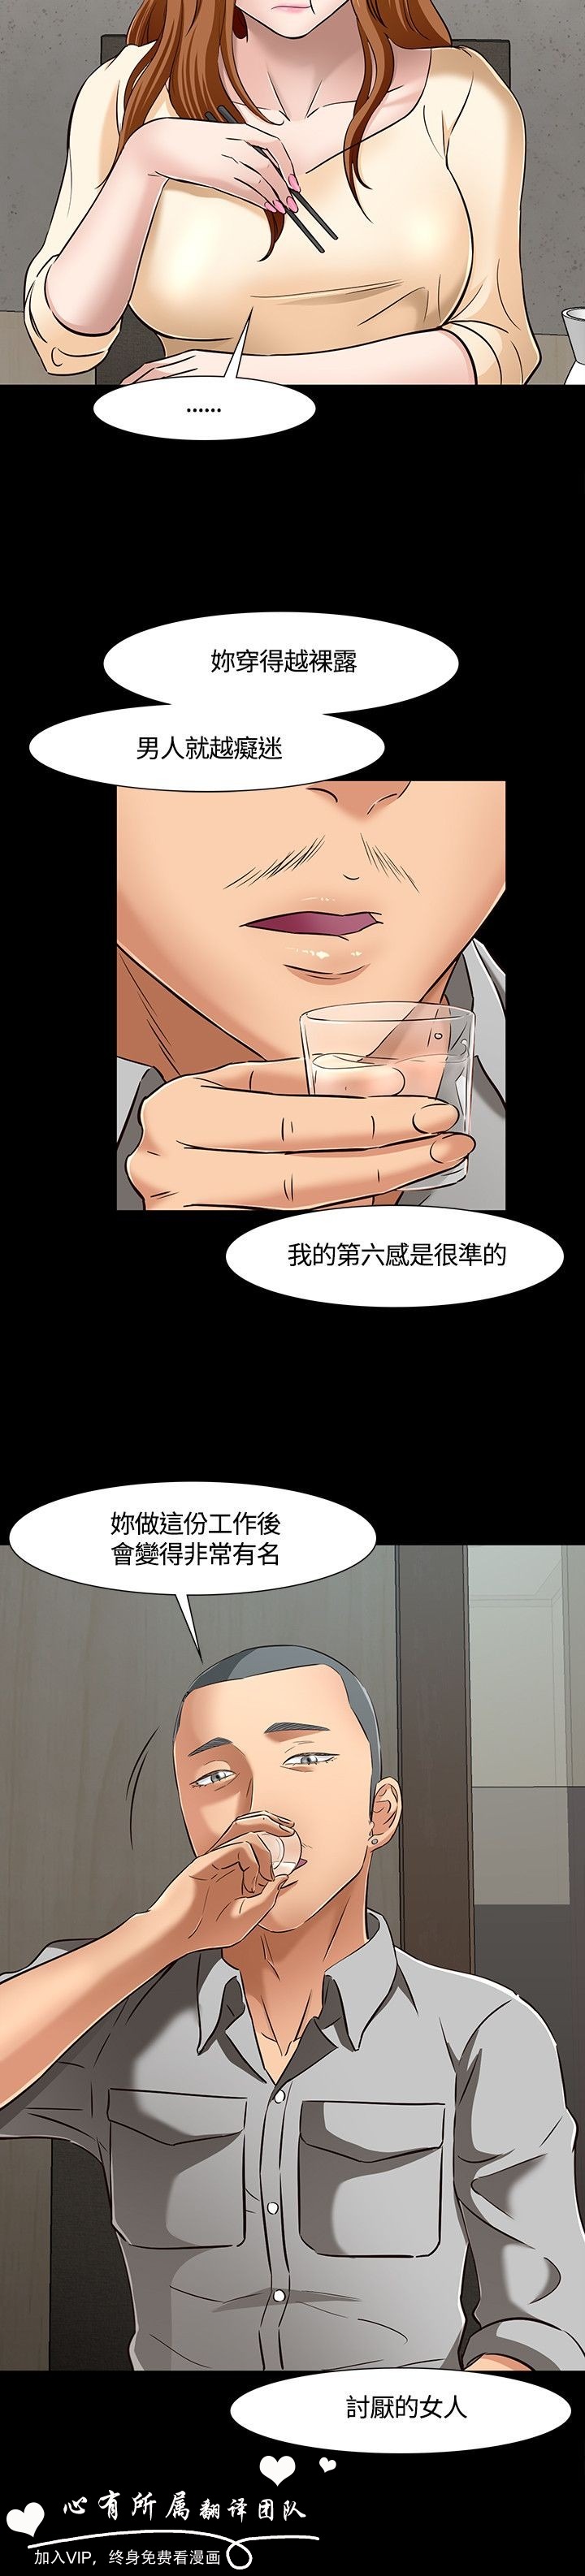 ......
妳穿得越裸露
男人就越癡迷
我的第六感是很準的
妳做這份工作後
會變得非常有名
討厭的女人
心有所属翻译团队
加入VIP，终身免费看漫画